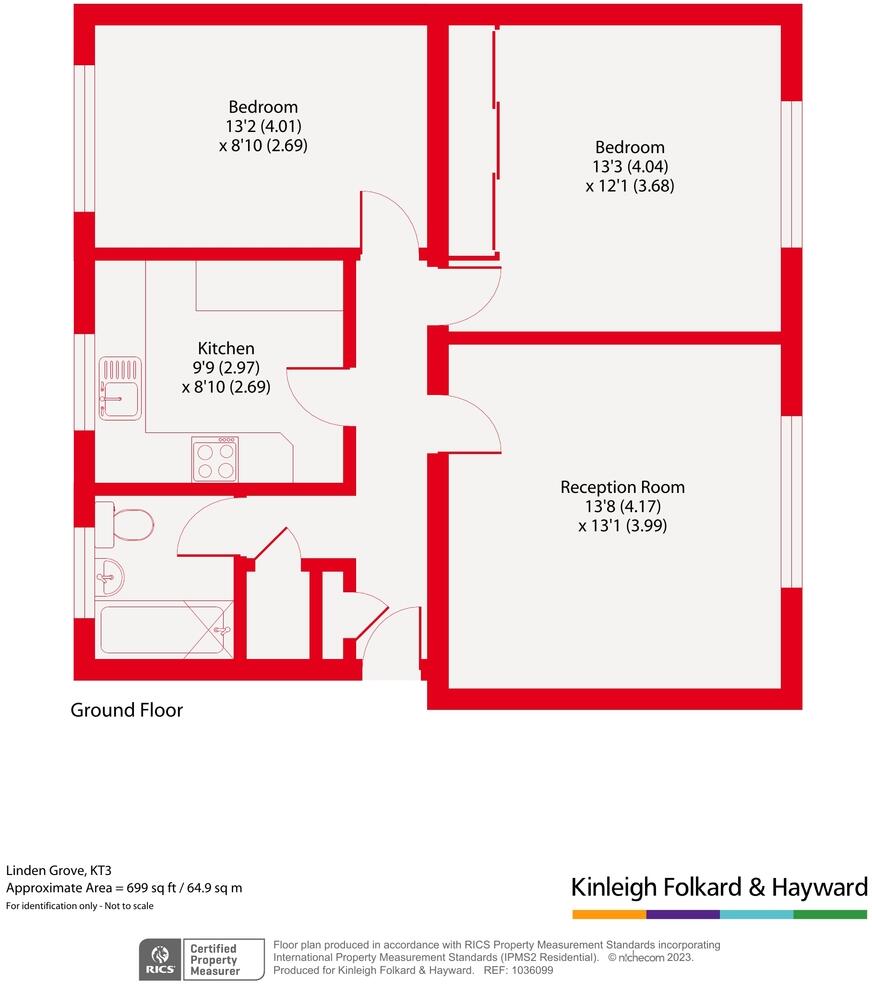 Bedroom
13'2 (4.01)
x 8'10 (2.69)
Bedroom
13'3 (4.04)
x 12'1 (3.68)
Kitchen
9'9 (2.97)
x 8'10 (2.69)
Reception Room
13'8 (4.17)
x 13'1 (3.99)
Ground Floor
Linden Grove, KT3
Approximate Area = 699 sq ft / 64.9 sq m
For identification only - Not to scale
Kinleigh Folkard & Hayward
RICS
Certified
Property
Measurer
Floor plan produced in accordance with RICS Property Measurement Standards incorporating
International Property Measurement Standards (IPMS2 Residential). © nichecom 2023.
Produced for Kinleigh Folkard & Hayward. REF: 1036099